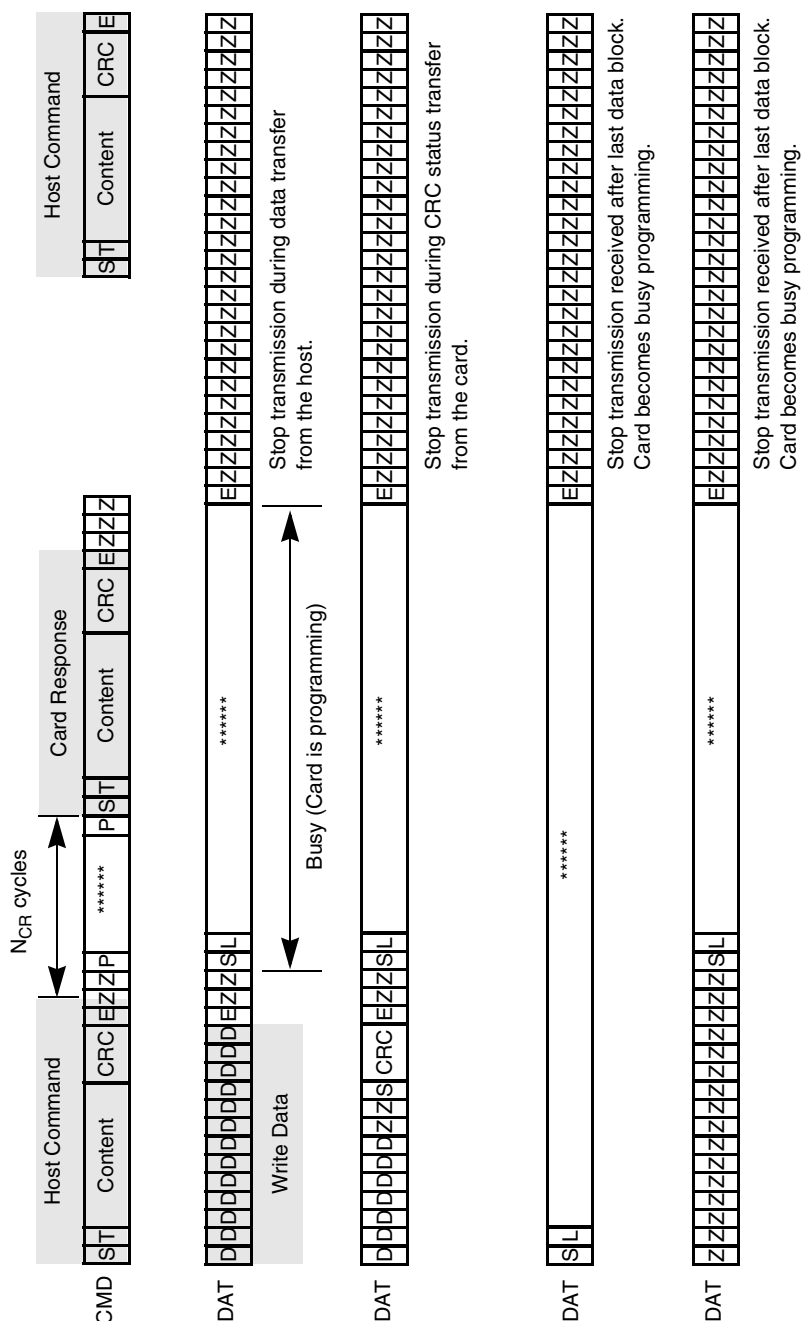 Host Command NCR cycles Card Response Host Command
CMD S T Content CRC E Z Z P ****** P S T Content CRC E Z Z Z S T Content CRC E
DAT D D D D D D D D D D D D D E Z Z S L ****** E Z Z Z Z Z Z Z Z Z Z Z Z Z Z Z Z Z Z Z Z Z Z Z Z Z Z
Write Data
Busy (Card is programming)
Stop transmission during data transfer
from the host.
DAT D D D D D D D Z Z S CRC E Z Z S L ****** E Z Z Z Z Z Z Z Z Z Z Z Z Z Z Z Z Z Z Z Z Z Z Z Z Z Z
Stop transmission during CRC status transfer
from the card.
DAT S L ****** E Z Z Z Z Z Z Z Z Z Z Z Z Z Z Z Z Z Z Z Z Z Z Z Z Z Z
Stop transmission received after last data block.
Card becomes busy programming.
DAT Z Z Z Z Z Z Z Z Z Z Z Z Z Z Z Z S L ****** E Z Z Z Z Z Z Z Z Z Z Z Z Z Z Z Z Z Z Z Z Z Z Z Z Z Z
Stop transmission received after last data block.
Card becomes busy programming.